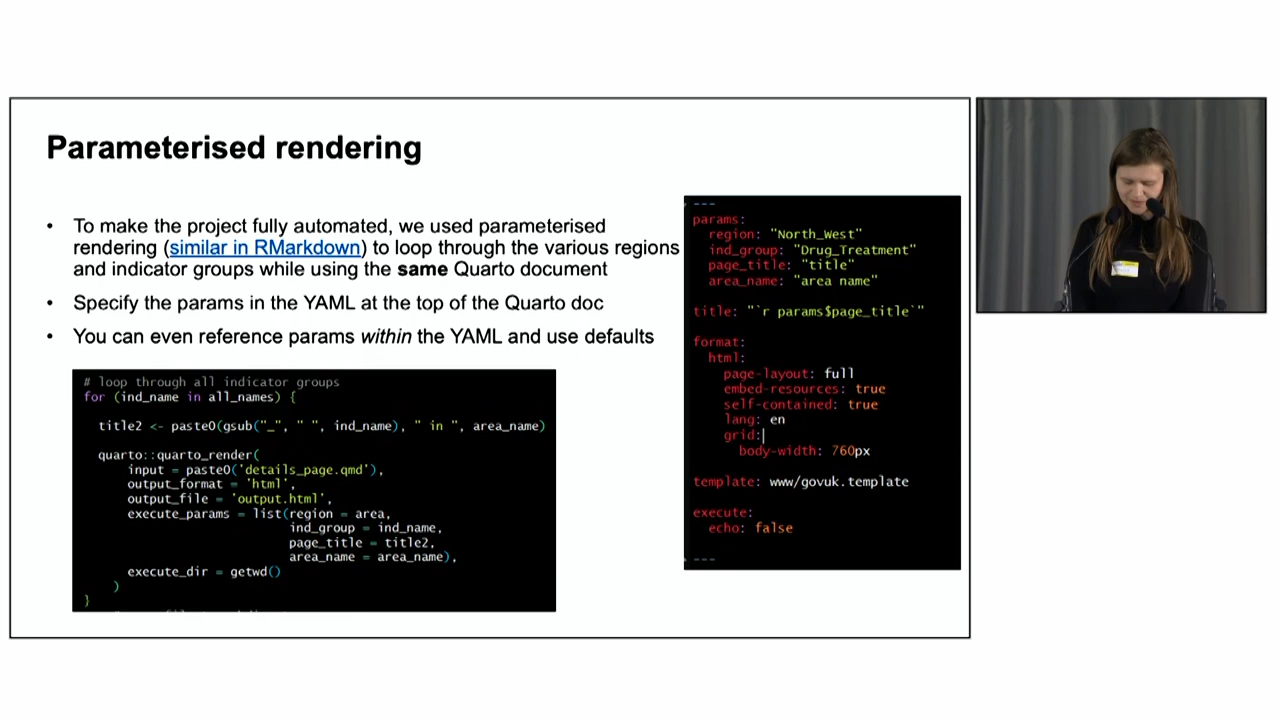 Parameterised rendering
• To make the project fully automated, we used parameterised
rendering (similar in RMarkdown) to loop through the various regions
and indicator groups while using the same Quarto document
• Specify the params in the YAML at the top of the Quarto doc
• You can even reference params within the YAML and use defaults
# loop through all indicator groups
for (ind_name in all_names) {
title2 <- paste0(gsub("_", " ", ind_name), " in ", area_name)
quarto::quarto_render(
input = paste0('details_page.qmd'),
output_format = 'html',
output_file = 'output.html',
execute_params = list(region = area,
ind_group = ind_name,
page_title = title2,
area_name = area_name),
execute_dir = getwd()
)
}
---
params:
region: "North_West"
ind_group: "Drug_Treatment"
page_title: "title"
area_name: "area name"
title: "`r params$page_title`"
format:
html:
page-layout: full
embed-resources: true
self-contained: true
lang: en
grid:
body-width: 760px
template: www/govuk.template
execute:
echo: false
---